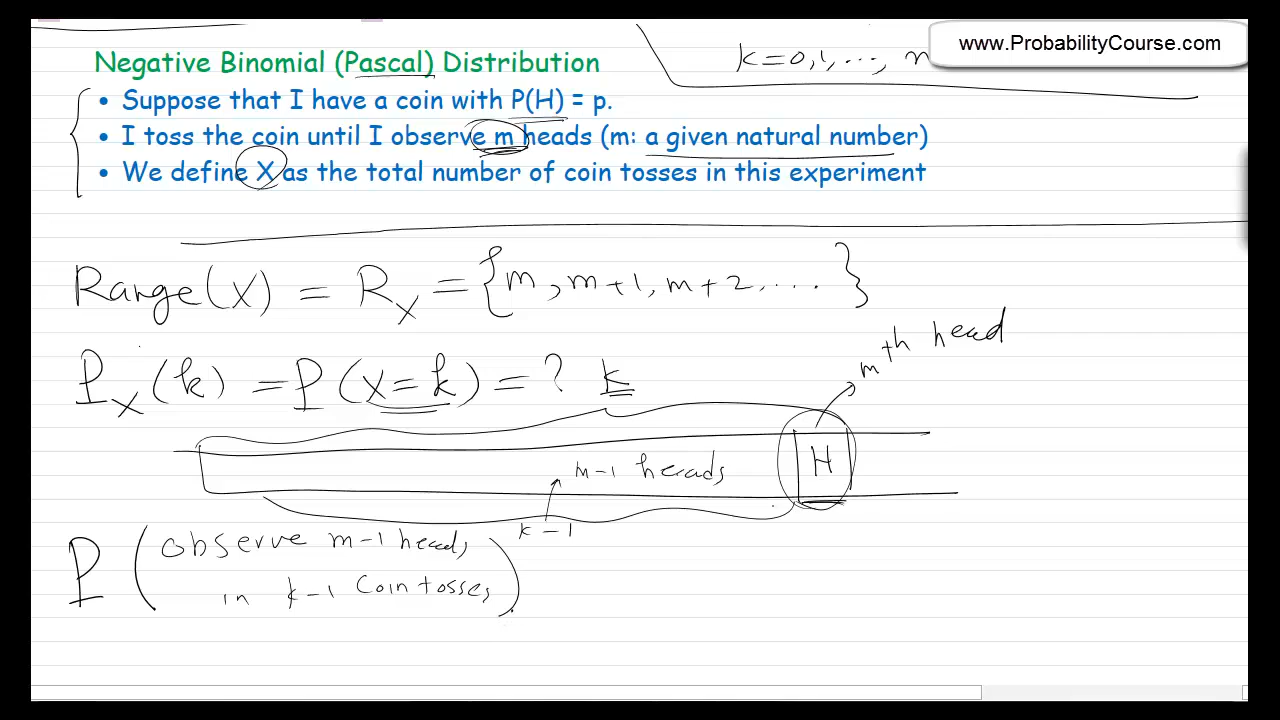 www.ProbabilityCourse.com
k=0,1,...,
Negative Binomial (Pascal) Distribution
• Suppose that I have a coin with P(H) = p.
• I toss the coin until I observe m heads (m: a given natural number)
• We define X as the total number of coin tosses in this experiment
Range(X) = R_X = {m, m+1, m+2, ... }
m th head
P_X(k) = P(X=k) = ? k
m-1 heads H
k-1
P(observe m-1 heads
in k-1 Coin tosses)